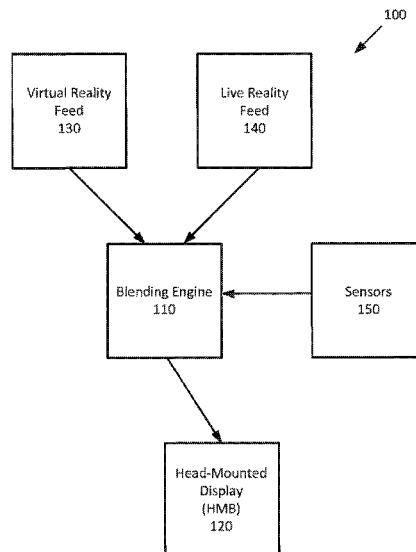 100
Virtual Reality
Feed
130
Live Reality
Feed
140
Blending Engine
110
Sensors
150
Head-Mounted
Display
(HMB)
120